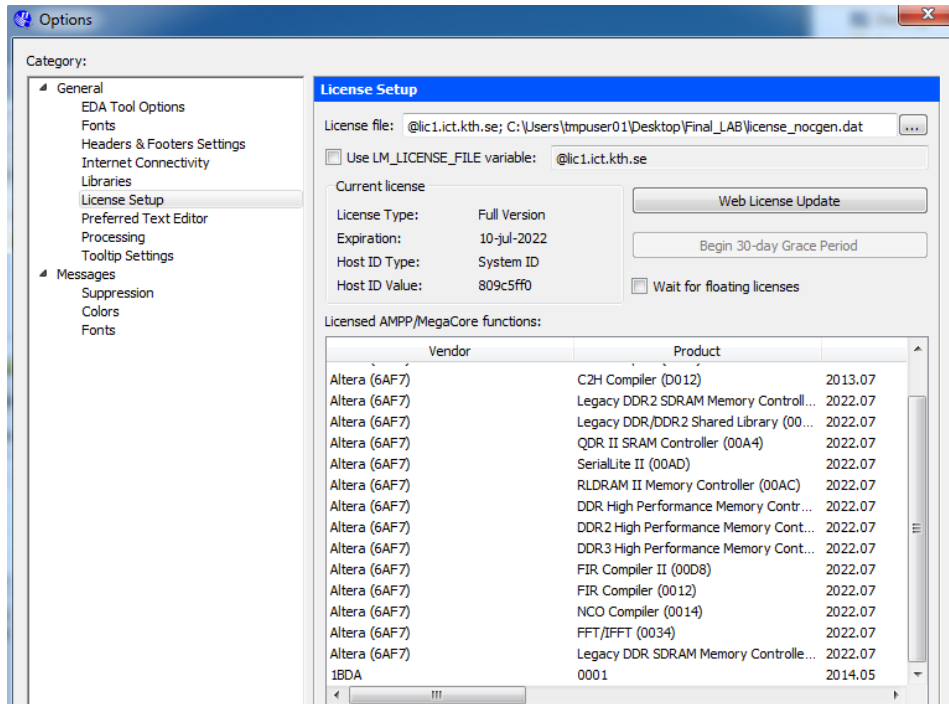 Options
Category:
General
EDA Tool Options
Fonts
Headers & Footers Settings
Internet Connectivity
Libraries
License Setup
Preferred Text Editor
Processing
Tooltip Settings
Messages
Suppression
Colors
Fonts
License Setup
License file: @lic1.ict.kth.se; C:\Users\tmpuser01\Desktop\Final_LAB\license_nocgen.dat ...
Use LM_LICENSE_FILE variable: @lic1.ict.kth.se
Current license
License Type: Full Version
Expiration: 10-jul-2022
Host ID Type: System ID
Host ID Value: 809c5ff0
Web License Update
Begin 30-day Grace Period
Wait for floating licenses
Licensed AMPP/MegaCore functions:
Vendor Product
Altera (6AF7) C2H Compiler (D012) 2013.07
Altera (6AF7) Legacy DDR2 SDRAM Memory Controll... 2022.07
Altera (6AF7) Legacy DDR/DDR2 Shared Library (00... 2022.07
Altera (6AF7) QDR II SRAM Controller (00A4) 2022.07
Altera (6AF7) SerialLite II (00AD) 2022.07
Altera (6AF7) RLDRAM II Memory Controller (00AC) 2022.07
Altera (6AF7) DDR High Performance Memory Contr... 2022.07
Altera (6AF7) DDR2 High Performance Memory Cont... 2022.07
Altera (6AF7) DDR3 High Performance Memory Cont... 2022.07
Altera (6AF7) FIR Compiler II (00D8) 2022.07
Altera (6AF7) FIR Compiler (0012) 2022.07
Altera (6AF7) NCO Compiler (0014) 2022.07
Altera (6AF7) FFT/IFFT (0034) 2022.07
Altera (6AF7) Legacy DDR SDRAM Memory Controlle... 2022.07
1BDA 0001 2014.05